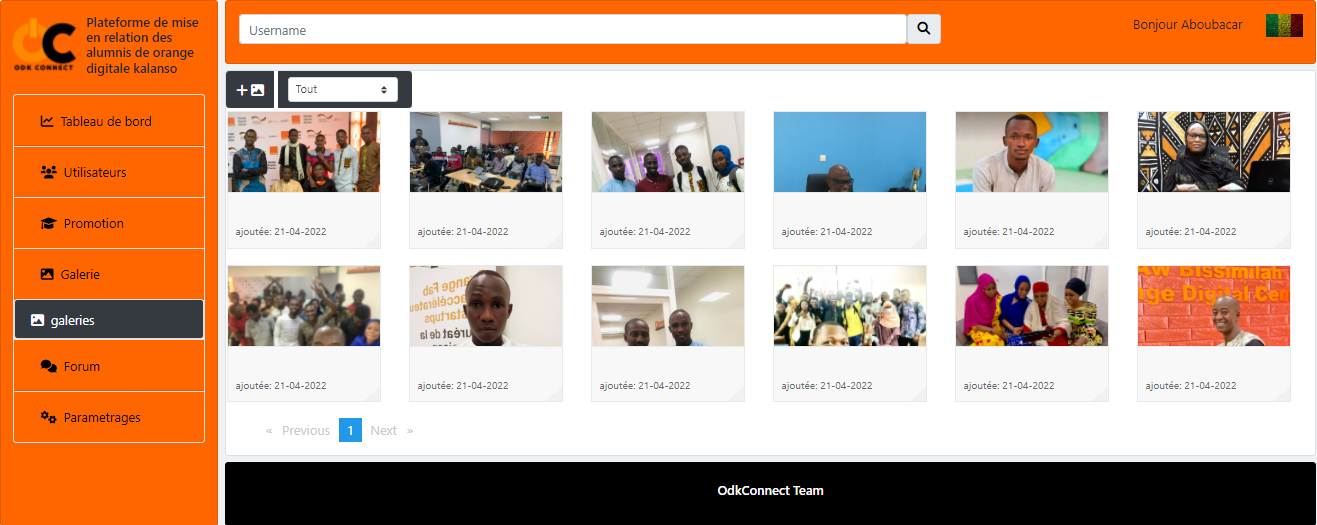 ODK CONNECT
Plateforme de mise
en relation des
alumnis de orange
digitale kalanso
Tableau de bord
Utilisateurs
Promotion
Galerie
galeries
Forum
Parametrages
Username
Bonjour Aboubacar
Tout
ajoutée: 21-04-2022
ajoutée: 21-04-2022
ajoutée: 21-04-2022
ajoutée: 21-04-2022
ajoutée: 21-04-2022
ajoutée: 21-04-2022
ajoutée: 21-04-2022
ajoutée: 21-04-2022
ajoutée: 21-04-2022
ajoutée: 21-04-2022
ajoutée: 21-04-2022
ajoutée: 21-04-2022
« Previous 1 Next »
OdkConnect Team